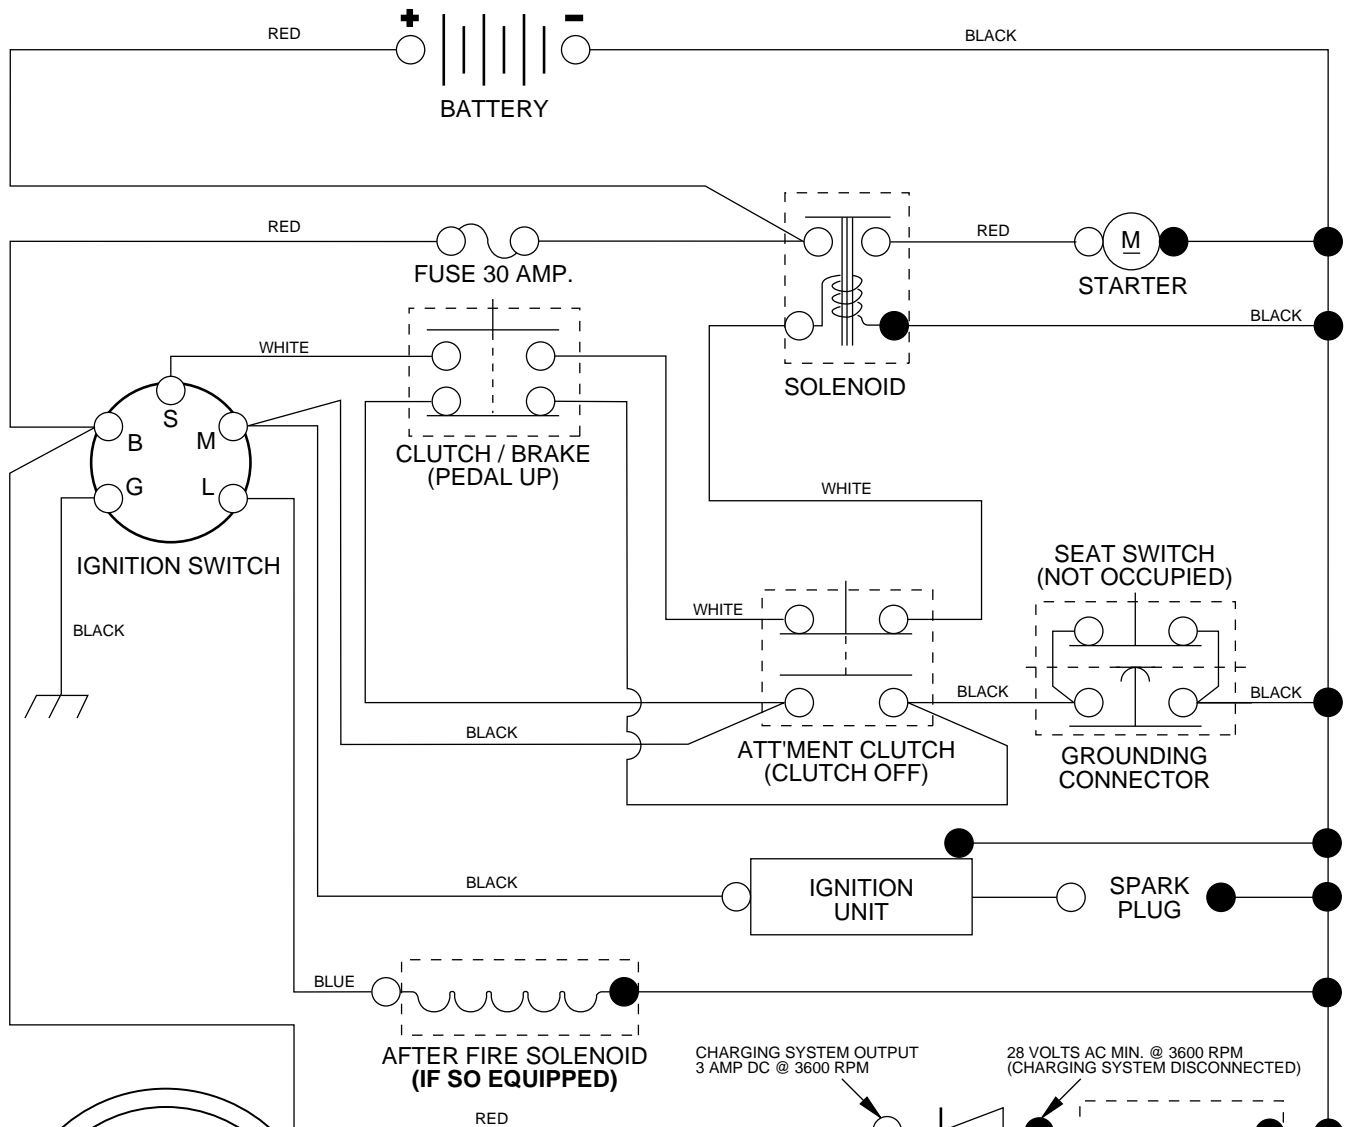 + −
RED
BLACK
BATTERY
RED
RED
M
FUSE 30 AMP.
STARTER
BLACK
WHITE
SOLENOID
S
B
M
G
L
CLUTCH / BRAKE
(PEDAL UP)
WHITE
IGNITION SWITCH
SEAT SWITCH
(NOT OCCUPIED)
WHITE
BLACK
BLACK
BLACK
BLACK
ATT'MENT CLUTCH
(CLUTCH OFF)
GROUNDING
CONNECTOR
BLACK
IGNITION
UNIT
SPARK
PLUG
BLUE
AFTER FIRE SOLENOID
(IF SO EQUIPPED)
CHARGING SYSTEM OUTPUT
3 AMP DC @ 3600 RPM
28 VOLTS AC MIN. @ 3600 RPM
(CHARGING SYSTEM DISCONNECTED)
RED